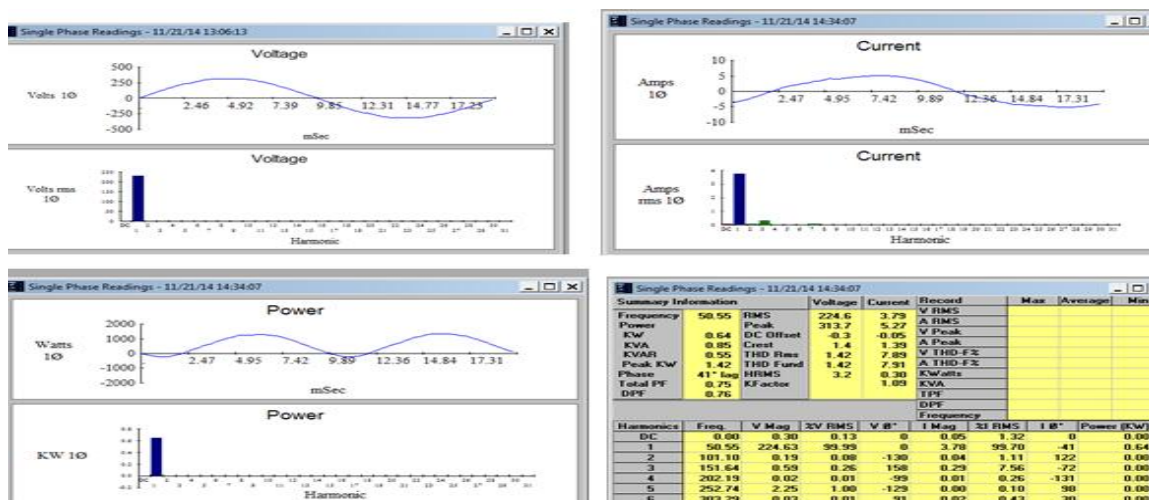 Single Phase Readings - 11/21/14 13:06:13
Voltage
500
250
0
-250
-500
Volts 1Ø
2.46 4.92 7.39 9.85 12.31 14.77 17.23
mSec
Voltage
Volts rms
1Ø
Harmonic
Single Phase Readings - 11/21/14 14:34:07
Current
10
5
0
-5
-10
Amps
1Ø
2.47 4.95 7.42 9.89 12.36 14.84 17.31
mSec
Current
Amps
rms 1Ø
Harmonic
Single Phase Readings - 11/21/14 14:34:07
Power
2000
1000
0
-1000
-2000
Watts
1Ø
2.47 4.95 7.42 9.89 12.36 14.84 17.31
mSec
Power
KW 1Ø
Harmonic
Single Phase Readings - 11/21/14 14:34:07
Summary Information Voltage Current Record Max Average Min
Frequency 50.55 RMS 224.6 3.79 V RMS
Power Peak 313.7 5.27 A RMS
KW 0.64 DC Offset -0.3 -0.05 V Peak
KVA 0.85 Crest 1.4 1.39 A Peak
KVAR 0.55 THD Rms 1.42 7.89 V THD-F%
Peak KW 1.42 THD Fund 1.42 7.91 A THD-F%
Phase 41° lag HRMS 3.2 0.30 KWatts
Total PF 0.75 KFactor 1.09 KVA
DPF 0.76 TPF
DPF
Frequency
Harmonics Freq. V Mag %V RMS V Ø° I Mag %I RMS I Ø° Power (KW)
DC 0.00 0.30 0.13 0 0.05 1.32 0 0.00
1 50.55 224.63 99.99 0 3.78 99.70 -41 0.64
2 101.10 0.19 0.08 -130 0.04 1.11 122 0.00
3 151.64 0.59 0.26 158 0.29 7.56 -72 0.00
4 202.19 0.02 0.01 -99 0.01 0.26 -131 0.00
5 252.74 2.25 1.00 -129 0.00 0.10 98 0.00